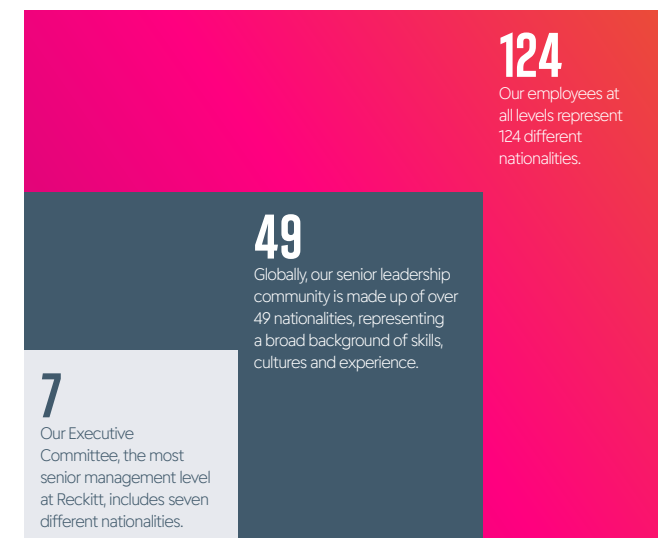 124
Our employees at
all levels represent
124 different
nationalities.
49
Globally, our senior leadership
community is made up of over
49 nationalities, representing
a broad background of skills,
cultures and experience.
7
Our Executive
Committee, the most
senior management level
at Reckitt, includes seven
different nationalities.